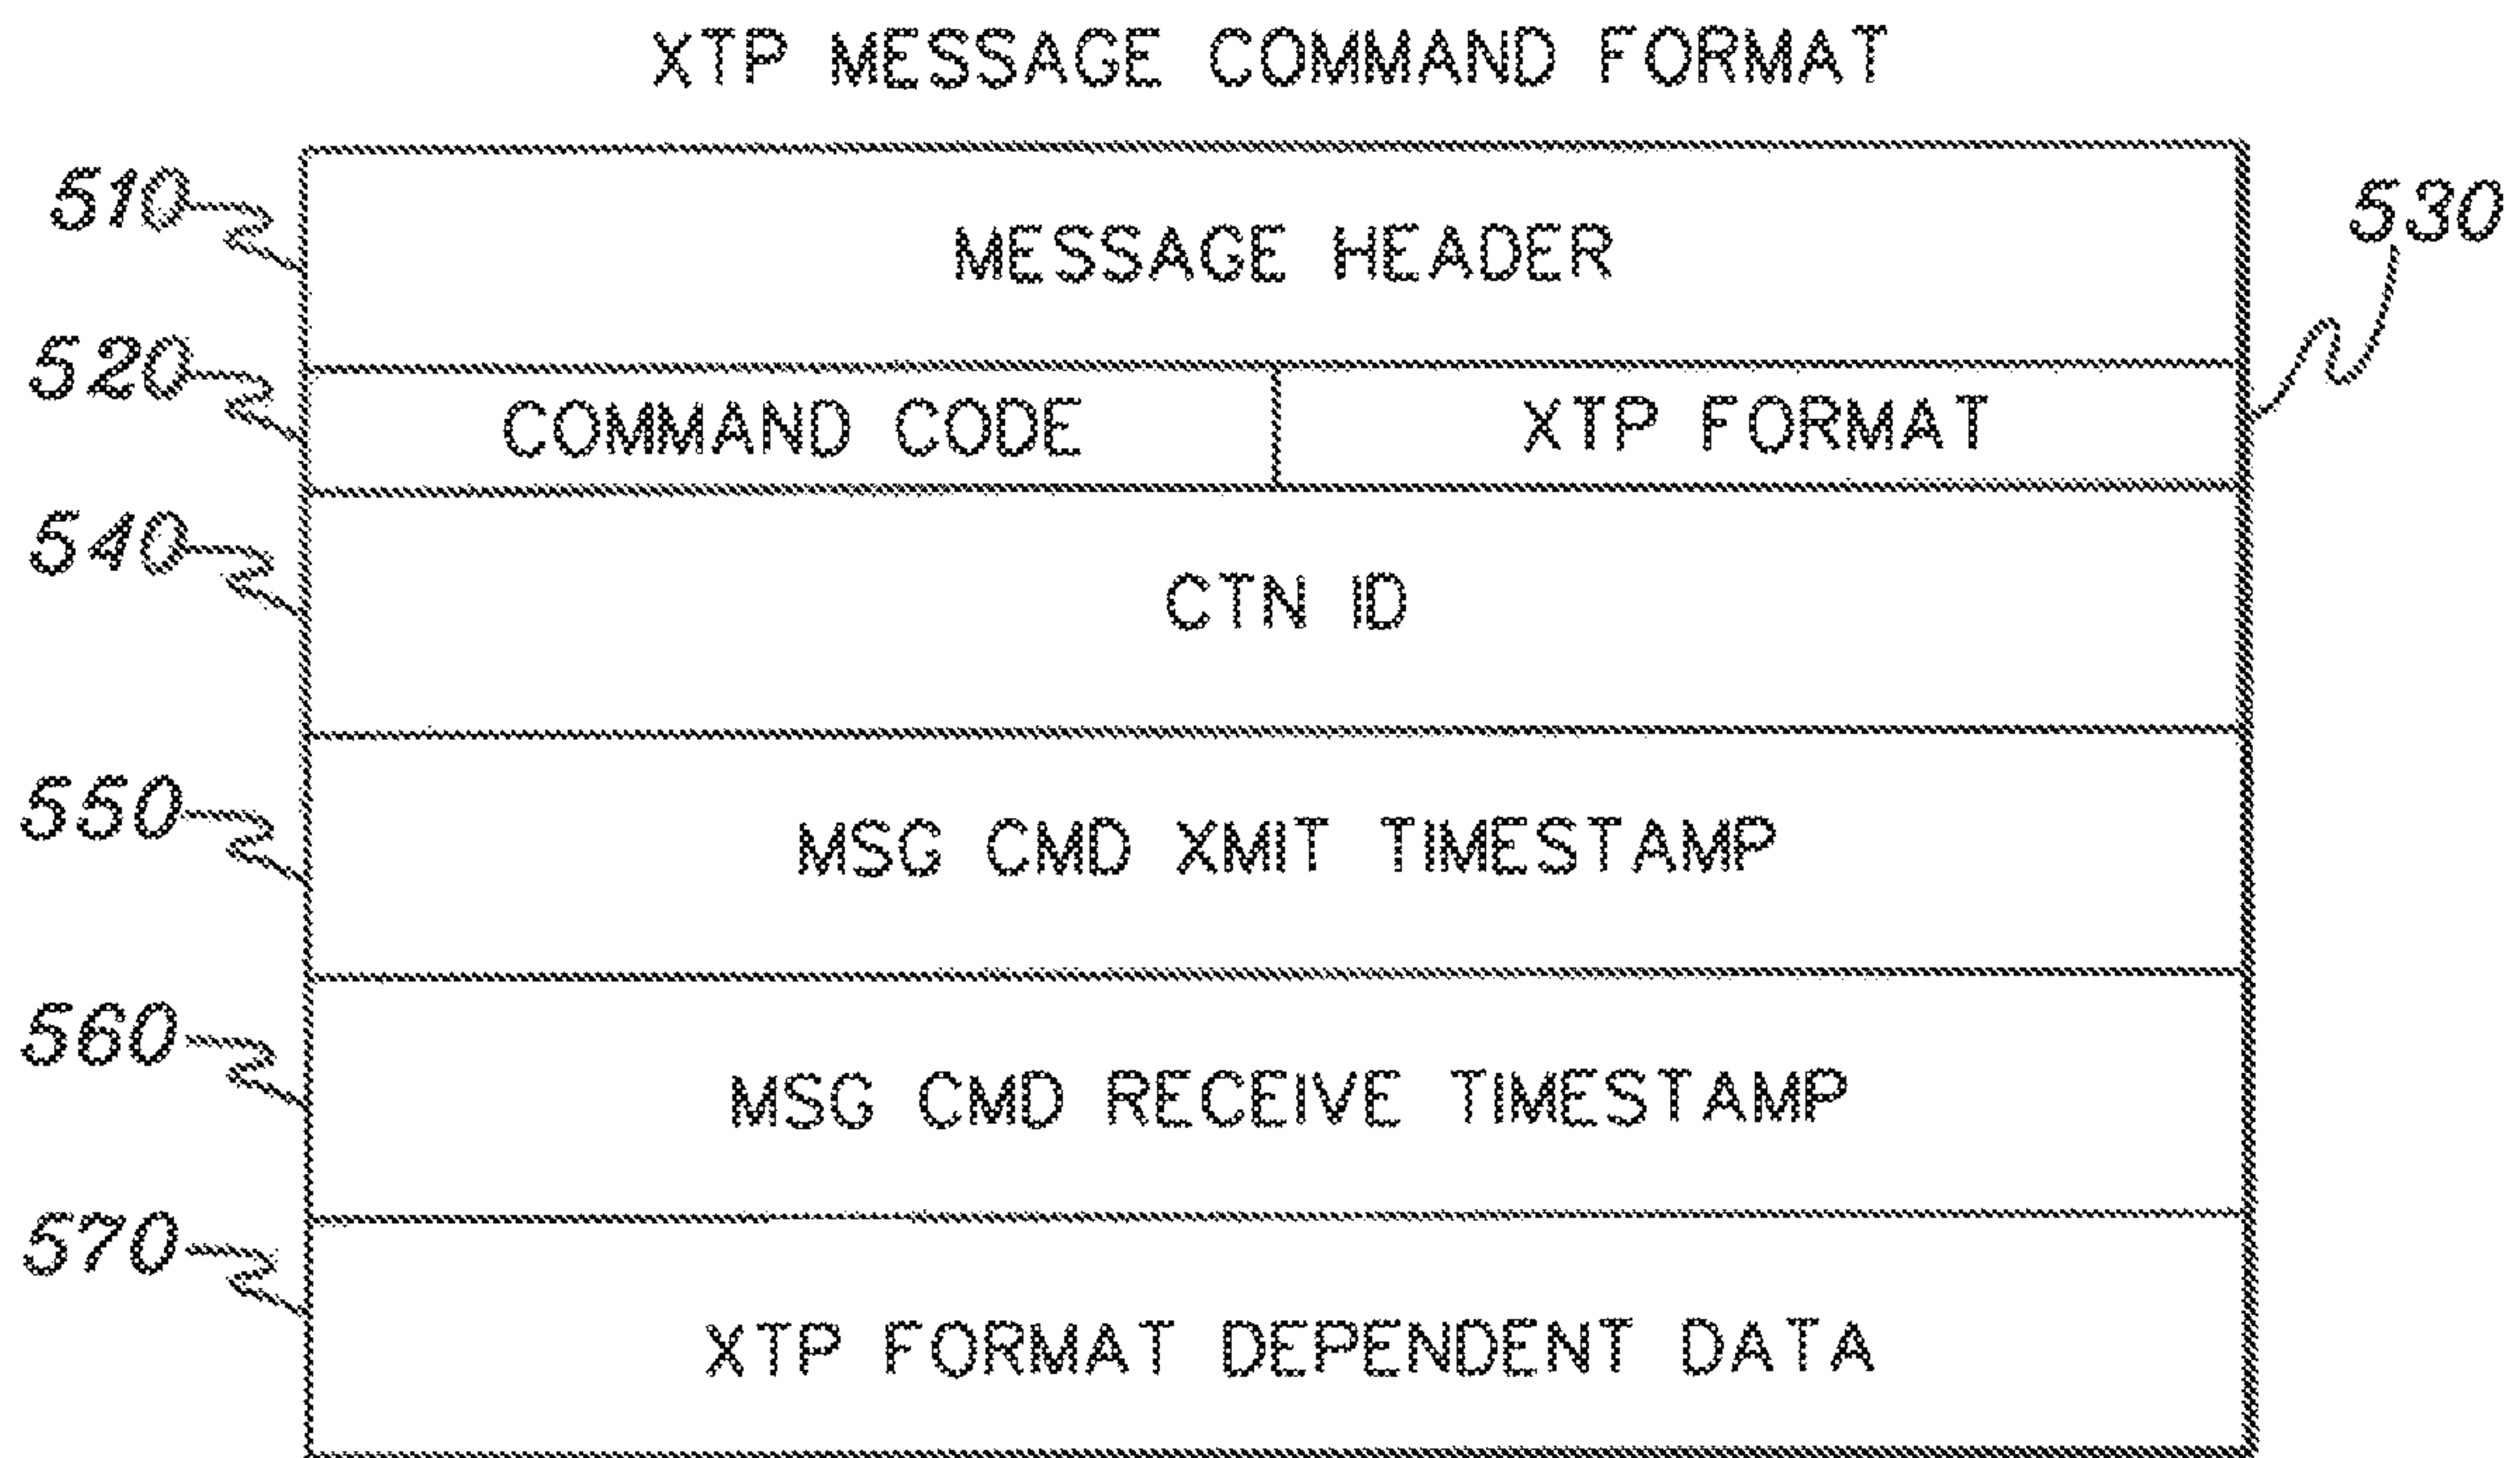 XTP MESSAGE COMMAND FORMAT
510
MESSAGE HEADER
530
520
COMMAND CODE
XTP FORMAT
540
CTN ID
550
MSG CMD XMIT TIMESTAMP
560
MSG CMD RECEIVE TIMESTAMP
570
XTP FORMAT DEPENDENT DATA